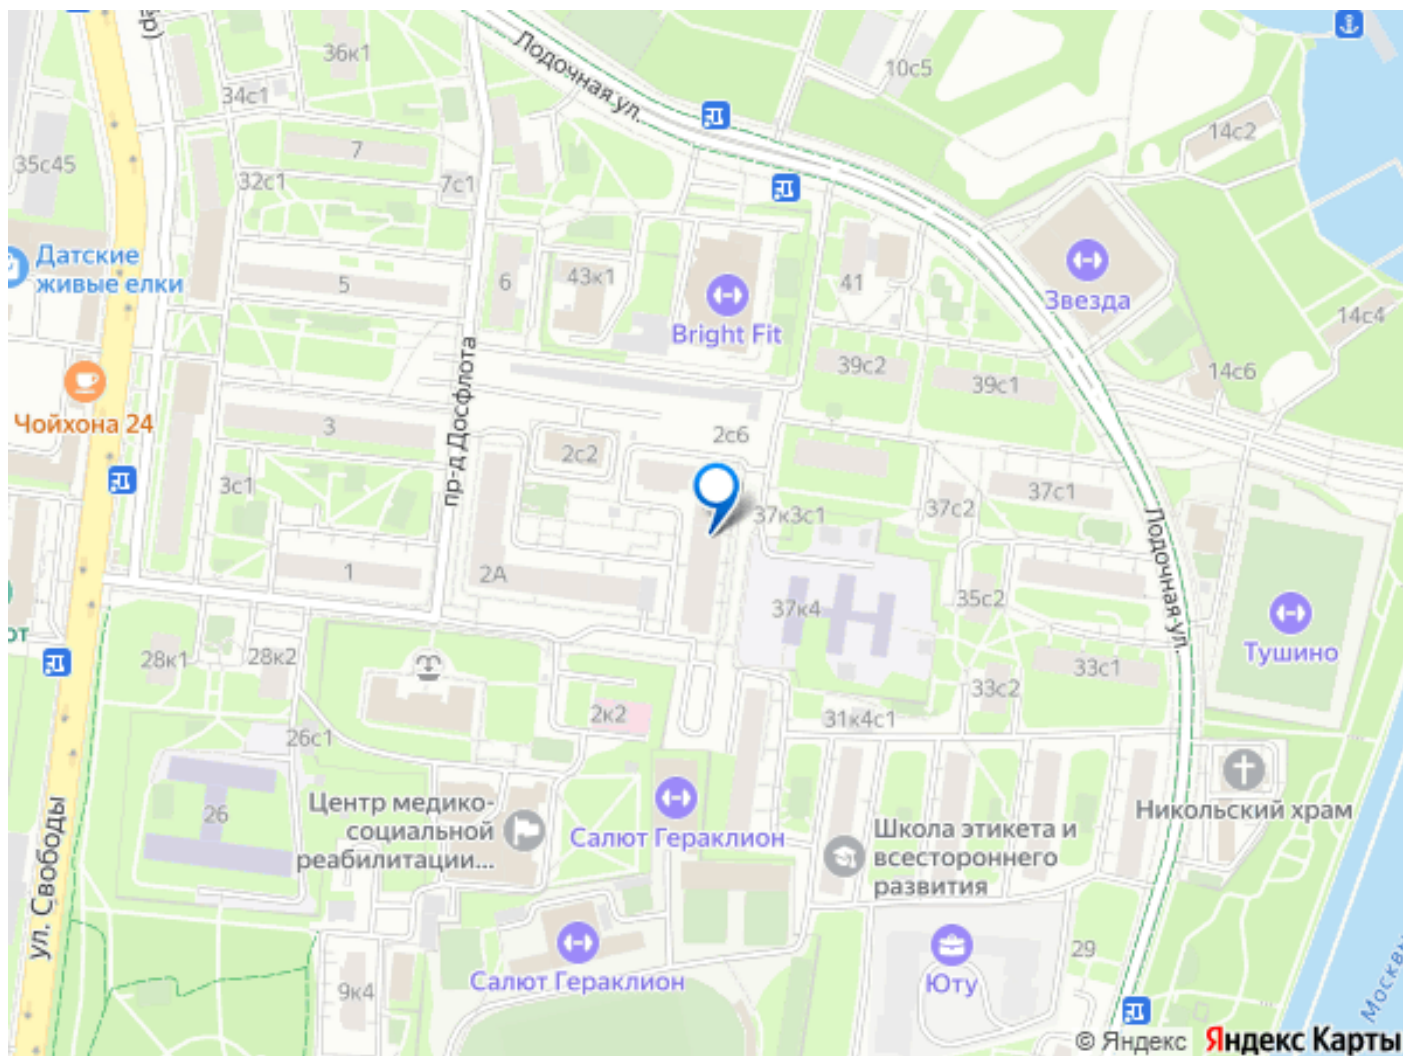 36к1
Лодочная ул.
10с5
34с1
14с2
7
35с45
32с1
7с1
Датские
живые елки
5
6
43к1
41
Bright Fit
Звезда
14с4
39с2
39с1
14с6
Чойхона 24
3
пр-д Досфлота
2с2
2с6
3с1
37с1
37с2
37к3с1
Лодочная ул.
1
2А
37к4
35с2
от
Тушино
28к1
28к2
33с1
33с2
2к2
31к4с1
26с1
26
ул. Свободы
Центр медико-
социальной
реабилитации...
Салют Гераклион
Школа этикета и
всестороннего
развития
Никольский храм
Салют Гераклион
9к4
Юту
29
© Яндекс
Яндекс Карты